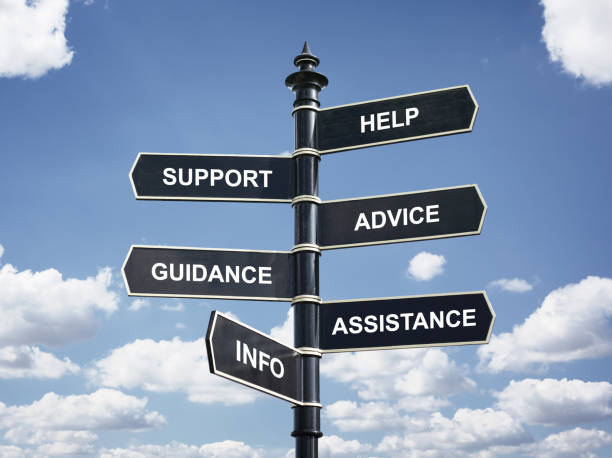 HELP
SUPPORT
ADVICE
GUIDANCE
ASSISTANCE
INFO